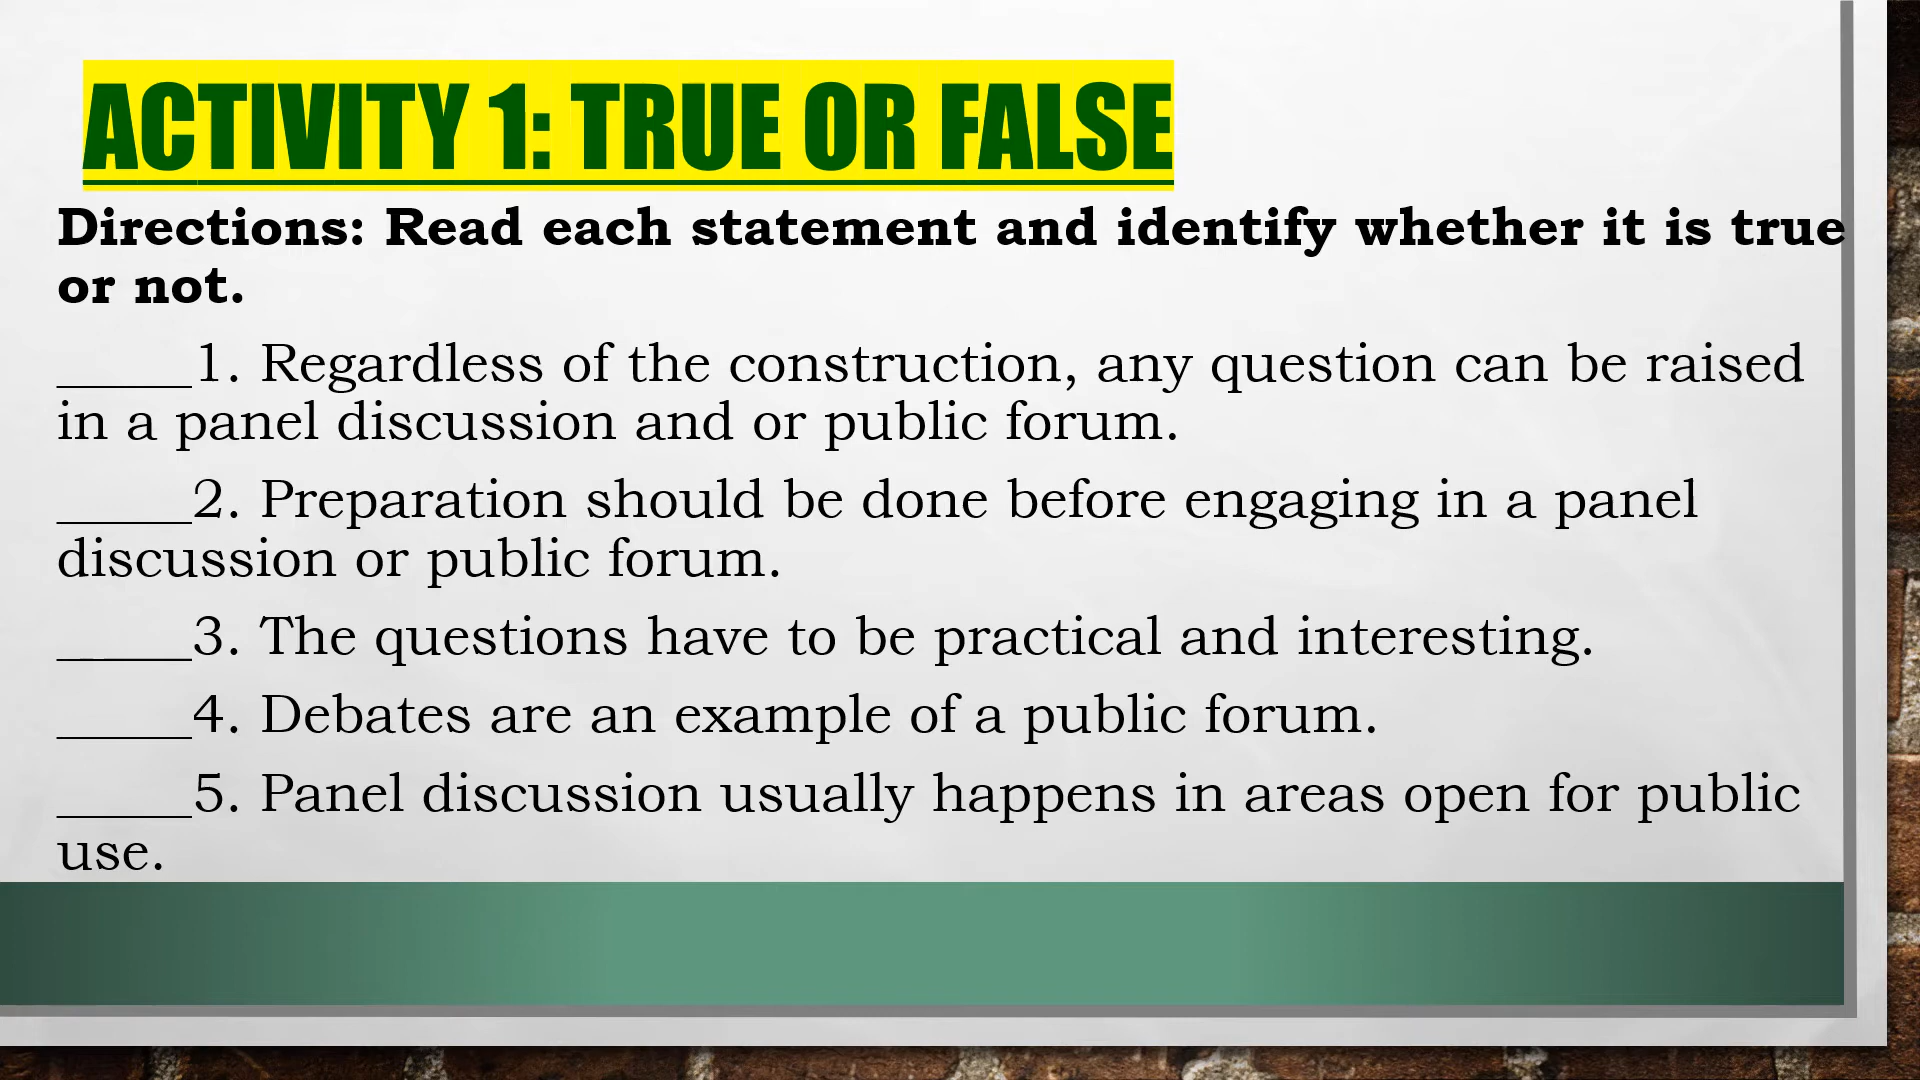 ACTIVITY 1: TRUE OR FALSE
Directions: Read each statement and identify whether it is true
or not.
_____1. Regardless of the construction, any question can be raised
in a panel discussion and or public forum.
_____2. Preparation should be done before engaging in a panel
discussion or public forum.
_____3. The questions have to be practical and interesting.
_____4. Debates are an example of a public forum.
_____5. Panel discussion usually happens in areas open for public
use.